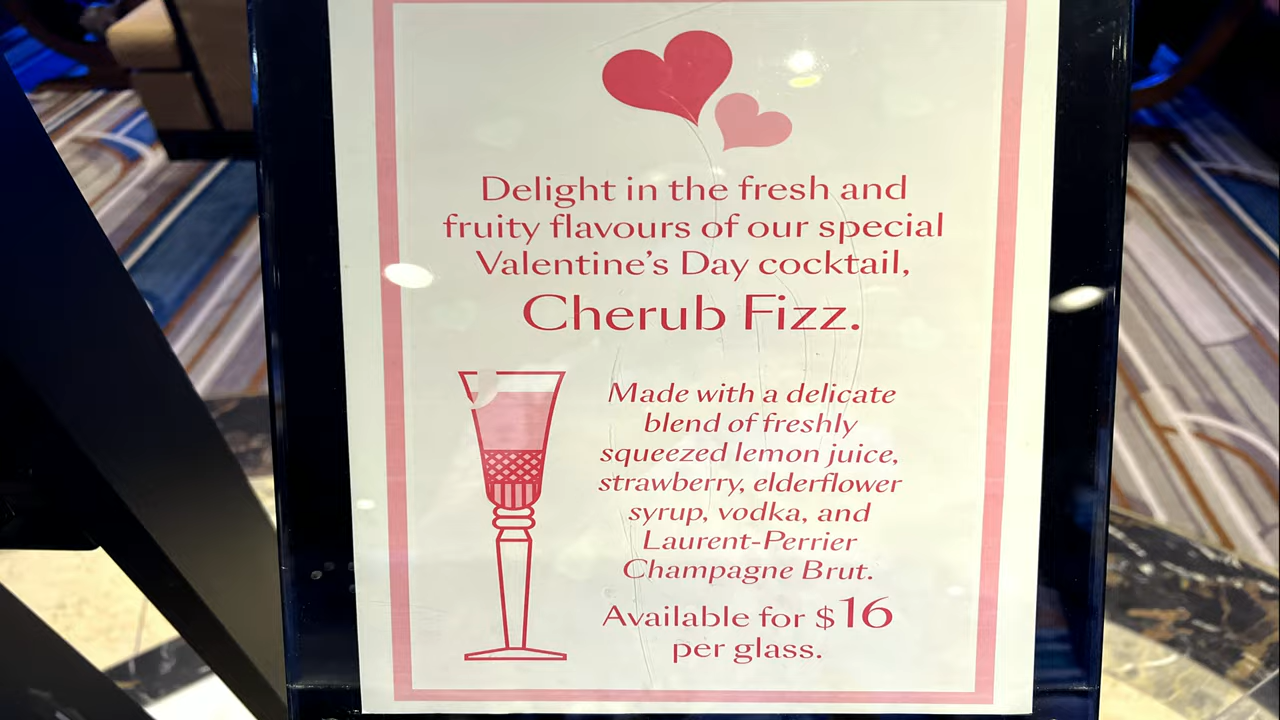 Delight in the fresh and
fruity flavours of our special
Valentine's Day cocktail,
Cherub Fizz.
Made with a delicate
blend of freshly
squeezed lemon juice,
strawberry, elderflower
syrup, vodka, and
Laurent-Perrier
Champagne Brut.
Available for $16
per glass.